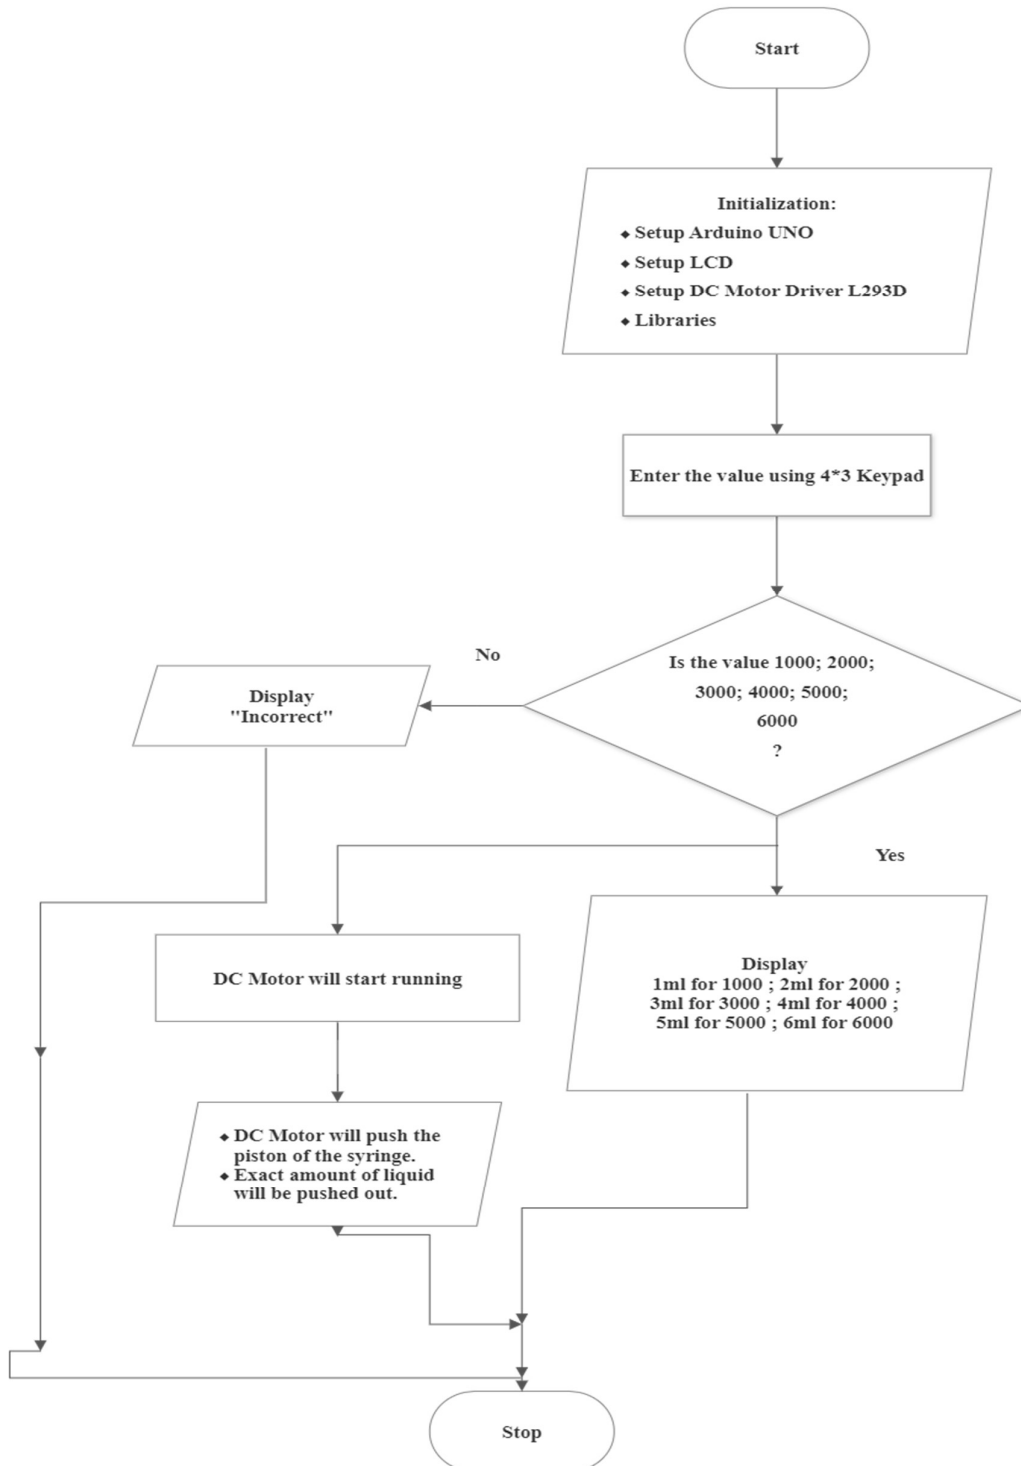 Start
Initialization:
◆ Setup Arduino UNO
◆ Setup LCD
◆ Setup DC Motor Driver L293D
◆ Libraries
Enter the value using 4*3 Keypad
Is the value 1000; 2000;
3000; 4000; 5000;
6000
?
No
Display
"Incorrect"
Yes
DC Motor will start running
Display
1ml for 1000 ; 2ml for 2000 ;
3ml for 3000 ; 4ml for 4000 ;
5ml for 5000 ; 6ml for 6000
◆ DC Motor will push the
piston of the syringe.
◆ Exact amount of liquid
will be pushed out.
Stop